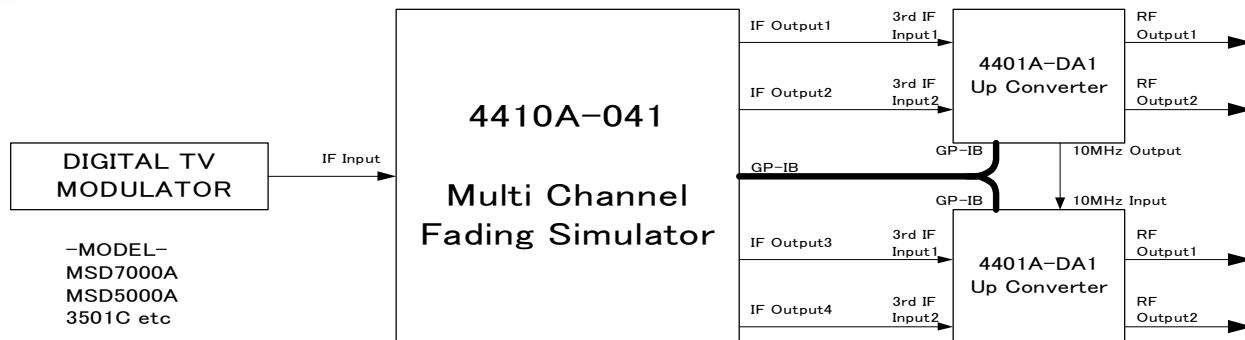 DIGITAL TV
MODULATOR
-MODEL-
MSD7000A
MSD5000A
3501C etc
IF Input
4410A-041
Multi Channel
Fading Simulator
IF Output1
3rd IF
Input1
IF Output2
3rd IF
Input2
GP-IB
GP-IB
GP-IB
IF Output3
3rd IF
Input1
IF Output4
3rd IF
Input2
4401A-DA1
Up Converter
RF
Output1
RF
Output2
10MHz Output
10MHz Input
4401A-DA1
Up Converter
RF
Output1
RF
Output2